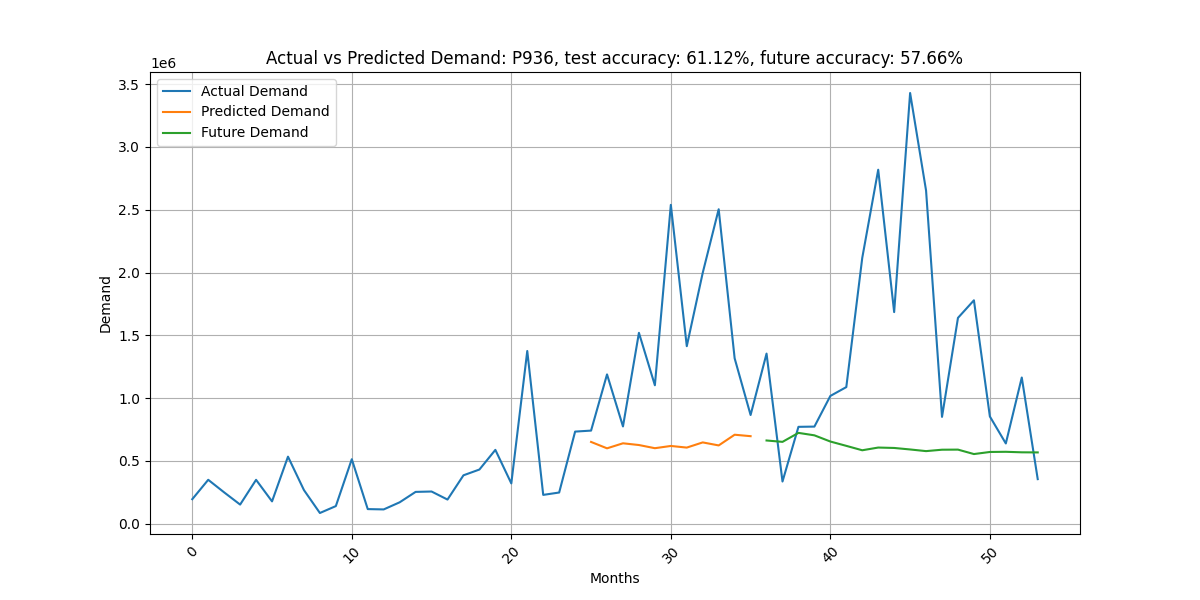 Actual vs Predicted Demand: P936, test accuracy: 61.12%, future accuracy: 57.66%
1e6
Actual Demand
Predicted Demand
Future Demand
3.5
3.0
2.5
2.0
1.5
1.0
0.5
0.0
Demand
0
10
20
30
40
50
Months